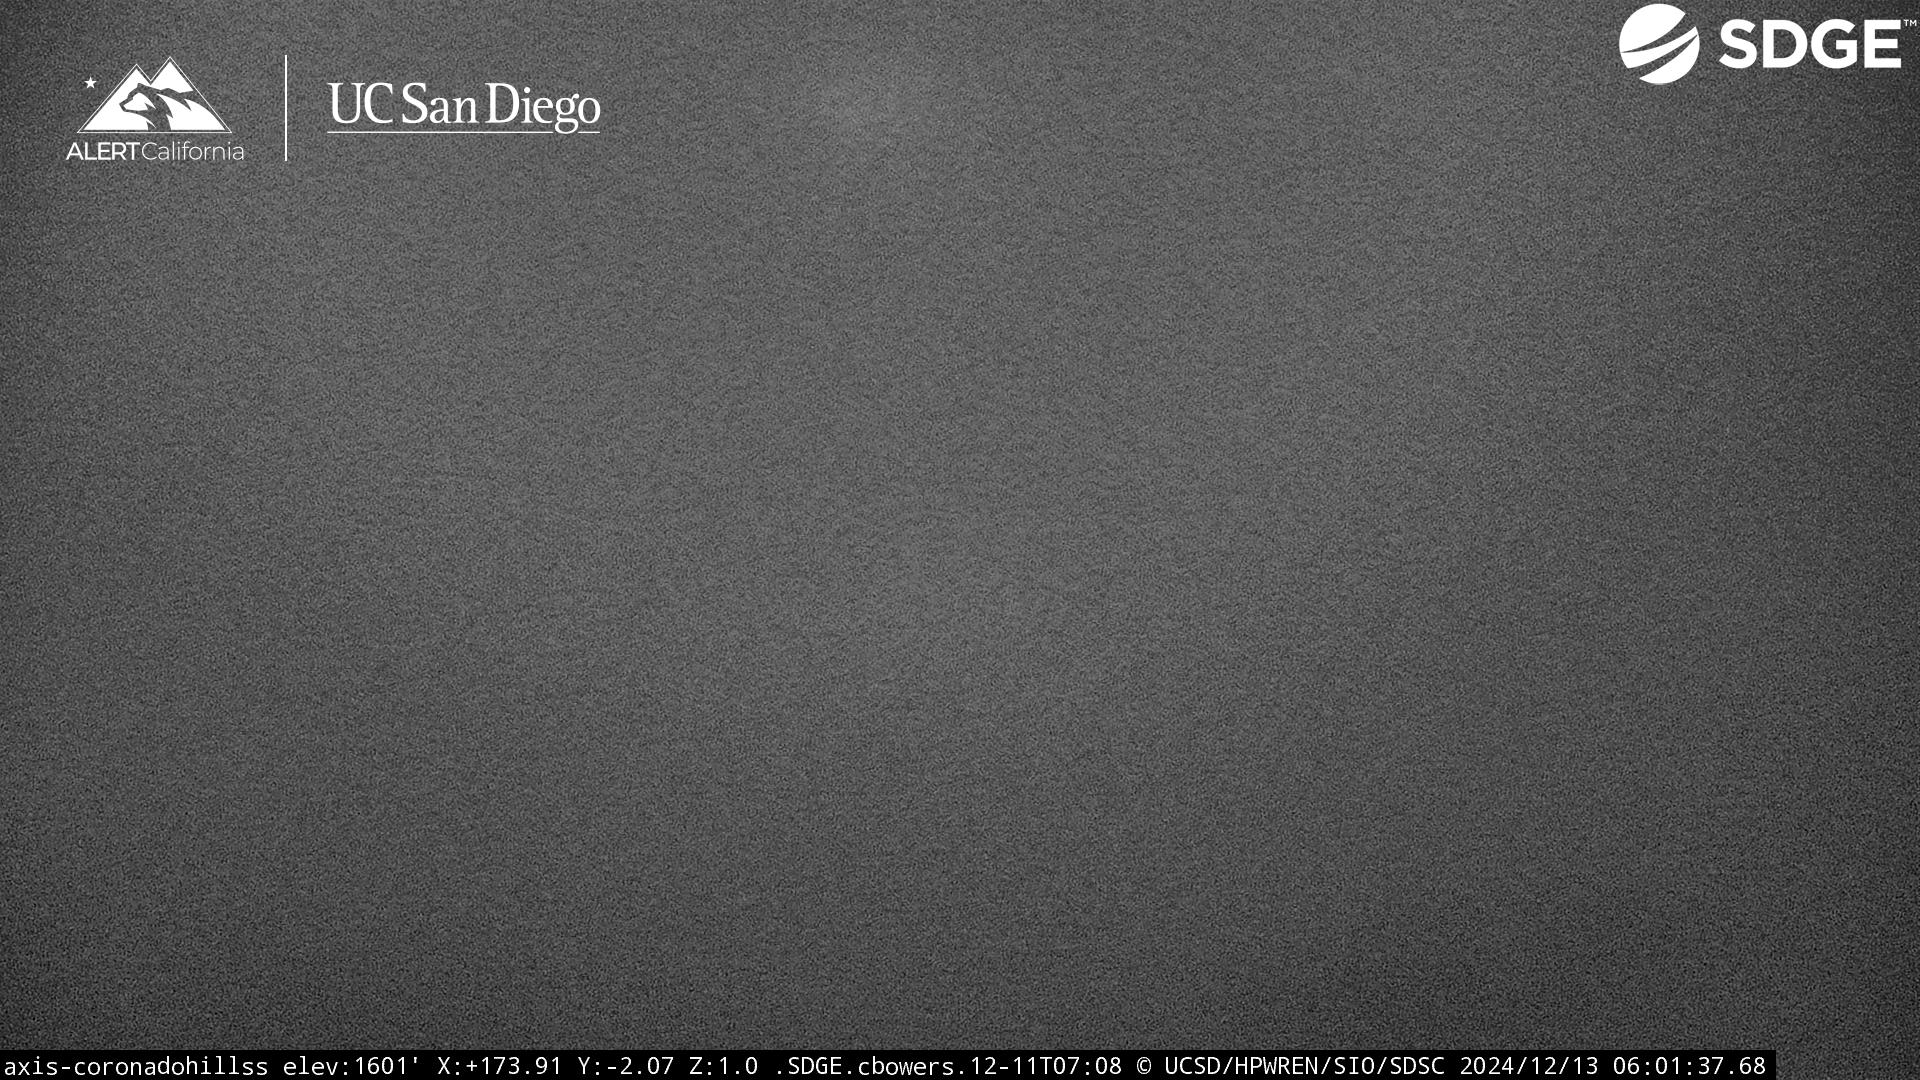 SDGE™
UC San Diego
ALERTCalifornia
axis-coronadohillss elev:1601' X:+173.91 Y:-2.07 Z:1.0 .SDGE.cbowers.12-11T07:08 © UCSD/HPWREN/SIO/SDSC 2024/12/13 06:01:37.68